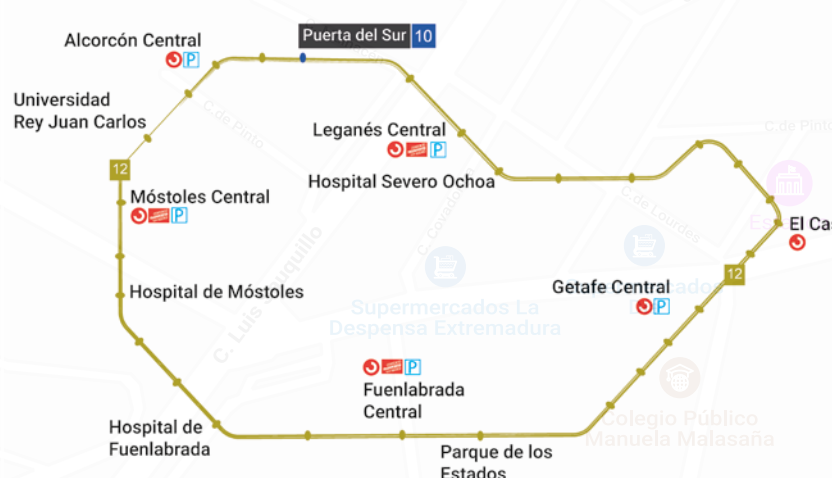 Alcorcón Central
P
Puerta del Sur 10
Universidad
Rey Juan Carlos
C.de Pinto
Leganés Central
P
C.de Pinto
12
Hospital Severo Ochoa
Móstoles Central
P
C.de Lourdes
El Cas
C. Covado
12
Hospital de Móstoles
Getafe Central
P
Supermercados La
Despensa Extremadura
P
Fuenlabrada
Central
Colegio Público
Manuela Malasaña
Hospital de
Fuenlabrada
Parque de los
Estados